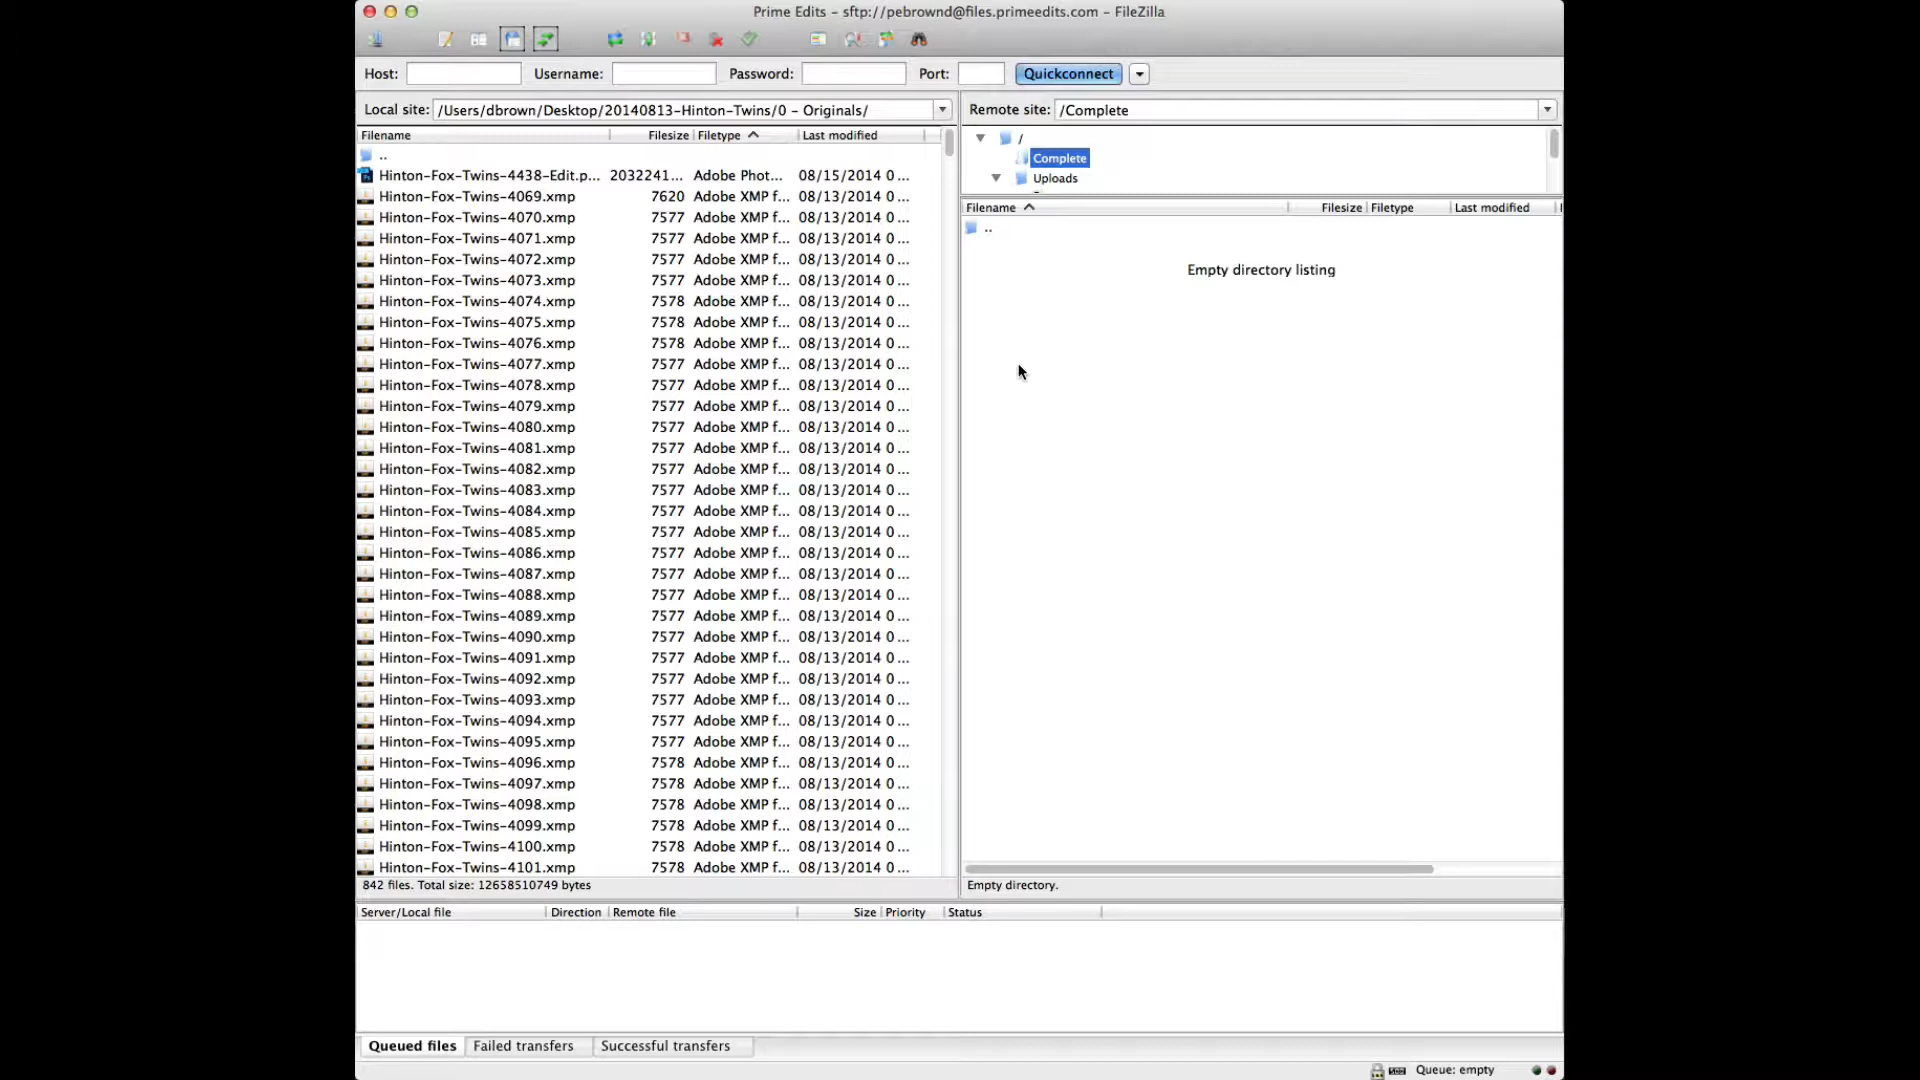 Prime Edits - sftp://pebrownd@files.primeedits.com - FileZilla
Host: Username: Password: Port: Quickconnect
Local site: /Users/dbrown/Desktop/20140813-Hinton-Twins/0 - Originals/
Remote site: /Complete
Filename Filesize Filetype Last modified
..
Hinton-Fox-Twins-4438-Edit.p... 2032241... Adobe Phot... 08/15/2014 0...
Hinton-Fox-Twins-4069.xmp 7620 Adobe XMP f... 08/13/2014 0...
Hinton-Fox-Twins-4070.xmp 7577 Adobe XMP f... 08/13/2014 0...
Hinton-Fox-Twins-4071.xmp 7577 Adobe XMP f... 08/13/2014 0...
Hinton-Fox-Twins-4072.xmp 7577 Adobe XMP f... 08/13/2014 0...
Hinton-Fox-Twins-4073.xmp 7577 Adobe XMP f... 08/13/2014 0...
Hinton-Fox-Twins-4074.xmp 7578 Adobe XMP f... 08/13/2014 0...
Hinton-Fox-Twins-4075.xmp 7578 Adobe XMP f... 08/13/2014 0...
Hinton-Fox-Twins-4076.xmp 7578 Adobe XMP f... 08/13/2014 0...
Hinton-Fox-Twins-4077.xmp 7577 Adobe XMP f... 08/13/2014 0...
Hinton-Fox-Twins-4078.xmp 7577 Adobe XMP f... 08/13/2014 0...
Hinton-Fox-Twins-4079.xmp 7577 Adobe XMP f... 08/13/2014 0...
Hinton-Fox-Twins-4080.xmp 7577 Adobe XMP f... 08/13/2014 0...
Hinton-Fox-Twins-4081.xmp 7577 Adobe XMP f... 08/13/2014 0...
Hinton-Fox-Twins-4082.xmp 7577 Adobe XMP f... 08/13/2014 0...
Hinton-Fox-Twins-4083.xmp 7577 Adobe XMP f... 08/13/2014 0...
Hinton-Fox-Twins-4084.xmp 7577 Adobe XMP f... 08/13/2014 0...
Hinton-Fox-Twins-4085.xmp 7577 Adobe XMP f... 08/13/2014 0...
Hinton-Fox-Twins-4086.xmp 7577 Adobe XMP f... 08/13/2014 0...
Hinton-Fox-Twins-4087.xmp 7577 Adobe XMP f... 08/13/2014 0...
Hinton-Fox-Twins-4088.xmp 7577 Adobe XMP f... 08/13/2014 0...
Hinton-Fox-Twins-4089.xmp 7577 Adobe XMP f... 08/13/2014 0...
Hinton-Fox-Twins-4090.xmp 7577 Adobe XMP f... 08/13/2014 0...
Hinton-Fox-Twins-4091.xmp 7577 Adobe XMP f... 08/13/2014 0...
Hinton-Fox-Twins-4092.xmp 7577 Adobe XMP f... 08/13/2014 0...
Hinton-Fox-Twins-4093.xmp 7577 Adobe XMP f... 08/13/2014 0...
Hinton-Fox-Twins-4094.xmp 7577 Adobe XMP f... 08/13/2014 0...
Hinton-Fox-Twins-4095.xmp 7577 Adobe XMP f... 08/13/2014 0...
Hinton-Fox-Twins-4096.xmp 7578 Adobe XMP f... 08/13/2014 0...
Hinton-Fox-Twins-4097.xmp 7578 Adobe XMP f... 08/13/2014 0...
Hinton-Fox-Twins-4098.xmp 7578 Adobe XMP f... 08/13/2014 0...
Hinton-Fox-Twins-4099.xmp 7578 Adobe XMP f... 08/13/2014 0...
Hinton-Fox-Twins-4100.xmp 7578 Adobe XMP f... 08/13/2014 0...
Hinton-Fox-Twins-4101.xmp 7578 Adobe XMP f... 08/13/2014 0...
842 files. Total size: 12658510749 bytes
/
Complete
Uploads
Filename Filesize Filetype Last modified
..
Empty directory listing
Empty directory.
Server/Local file Direction Remote file Size Priority Status
Queued files Failed transfers Successful transfers
Queue: empty